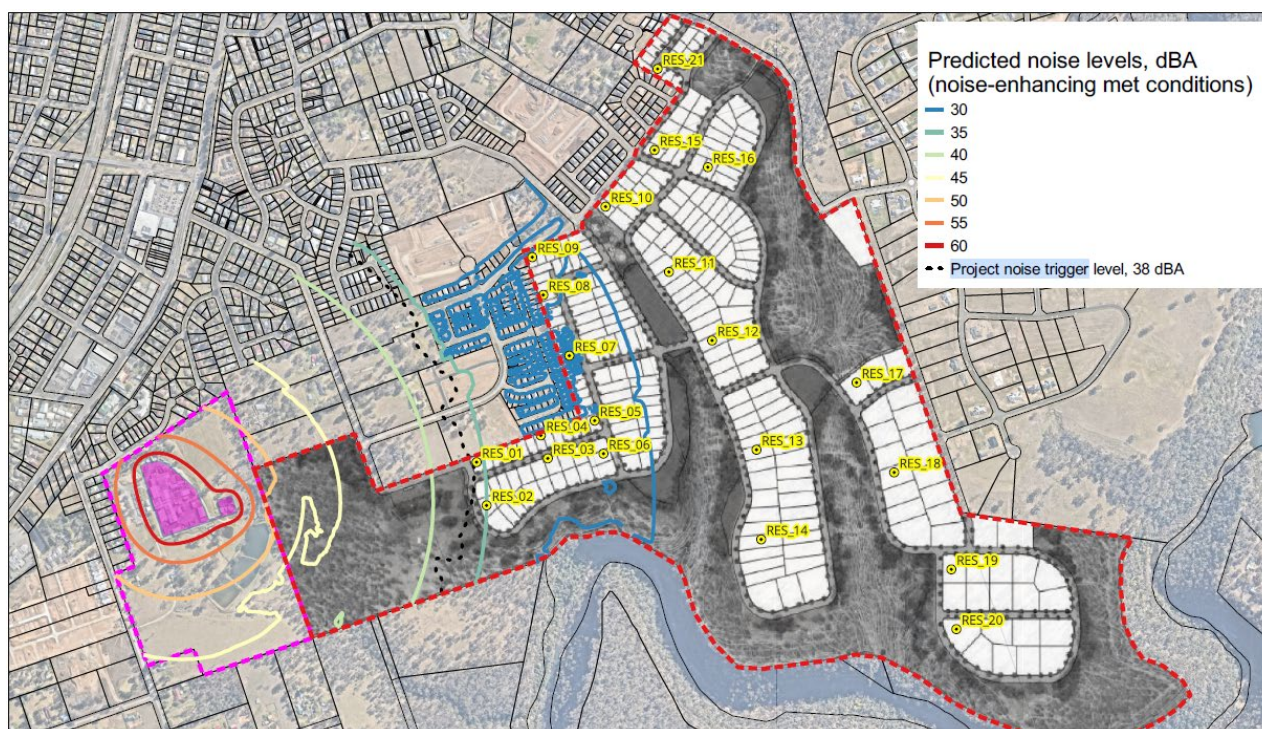 Predicted noise levels, dBA
(noise-enhancing met conditions)
30
35
40
45
50
55
60
Project noise trigger level, 38 dBA
RES_21
RES_15
RES_16
RES_10
RES_09
RES_11
RES_08
RES_12
RES_07
RES_17
RES_05
RES_04
RES_06
RES_03
RES_01
RES_13
RES_18
RES_02
RES_14
RES_19
RES_20